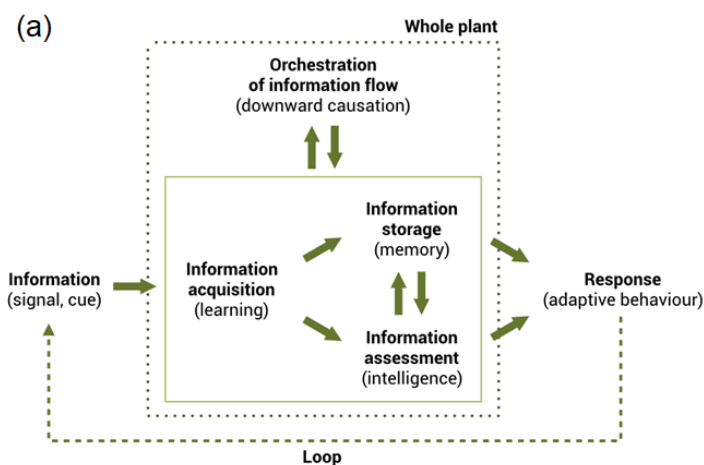 (a)
Whole plant
Orchestration
of information flow
(downward causation)
Information
storage
(memory)
Information
(signal, cue)
Information
acquisition
(learning)
Response
(adaptive behaviour)
Information
assessment
(intelligence)
Loop